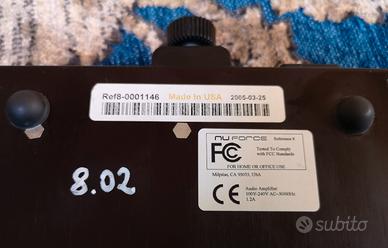 Ref8-0001146 Made in USA 2005-03-25
NUFORCE Reference 8
FC
Tested To Comply
with FCC Standards
FOR HOME OR OFFICE USE
Milpitas, CA 95035, USA
CE
Audio Amplifier
100V-240V AC~50/60Hz
1.2A
8.02
subito